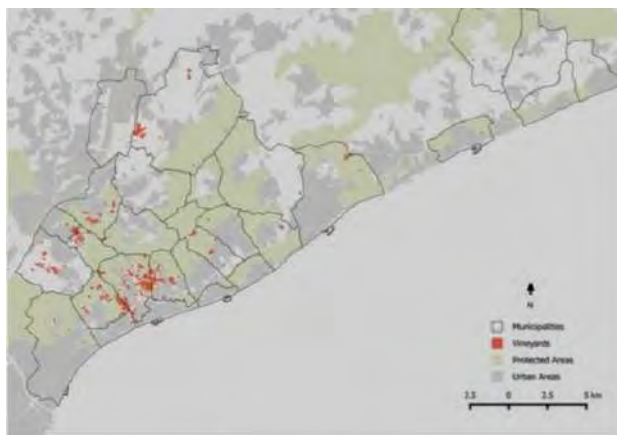 N
Municipalities
Vineyards
Protected Areas
Urban Areas
2.5 0 2.5 5 km